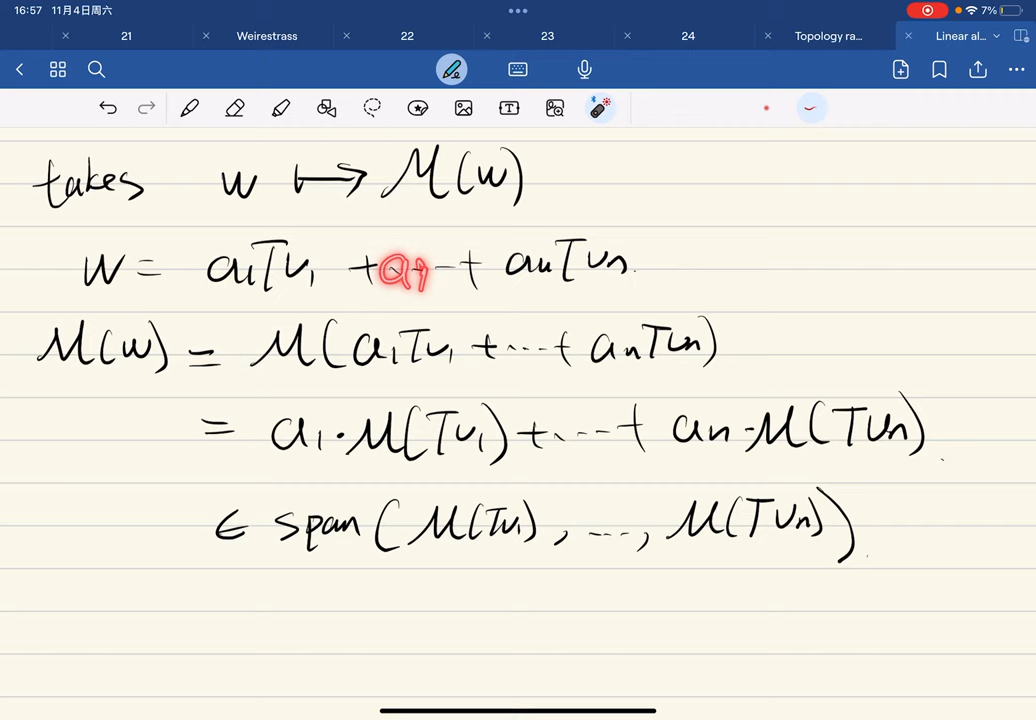 16:57 11月4日周六
7%
21 Weirestrass 22 23 24 Topology ra... Linear al...
takes w ↦ M(w)
w = a₁Tv₁ + ... + anTvn.
M(w) = M(a₁Tv₁ + ... + anTvn)
= a₁·M(Tv₁) + ... + an·M(Tvn).
∈ span(M(Tv₁), ..., M(Tvn)).